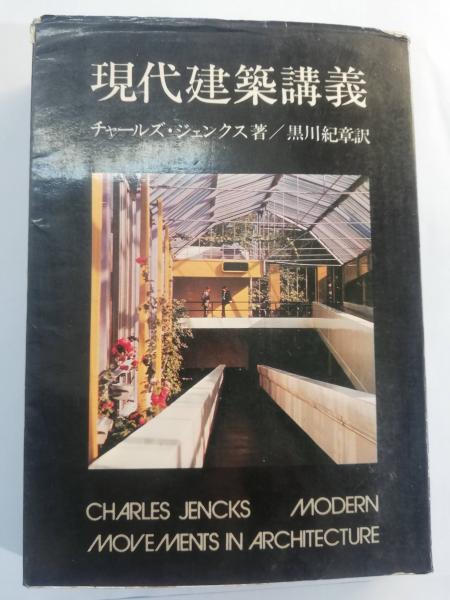 現代建築講義
チャールズ・ジェンクス著／黒川紀章訳
CHARLES JENCKS MODERN
MOVEMENTS IN ARCHITECTURE